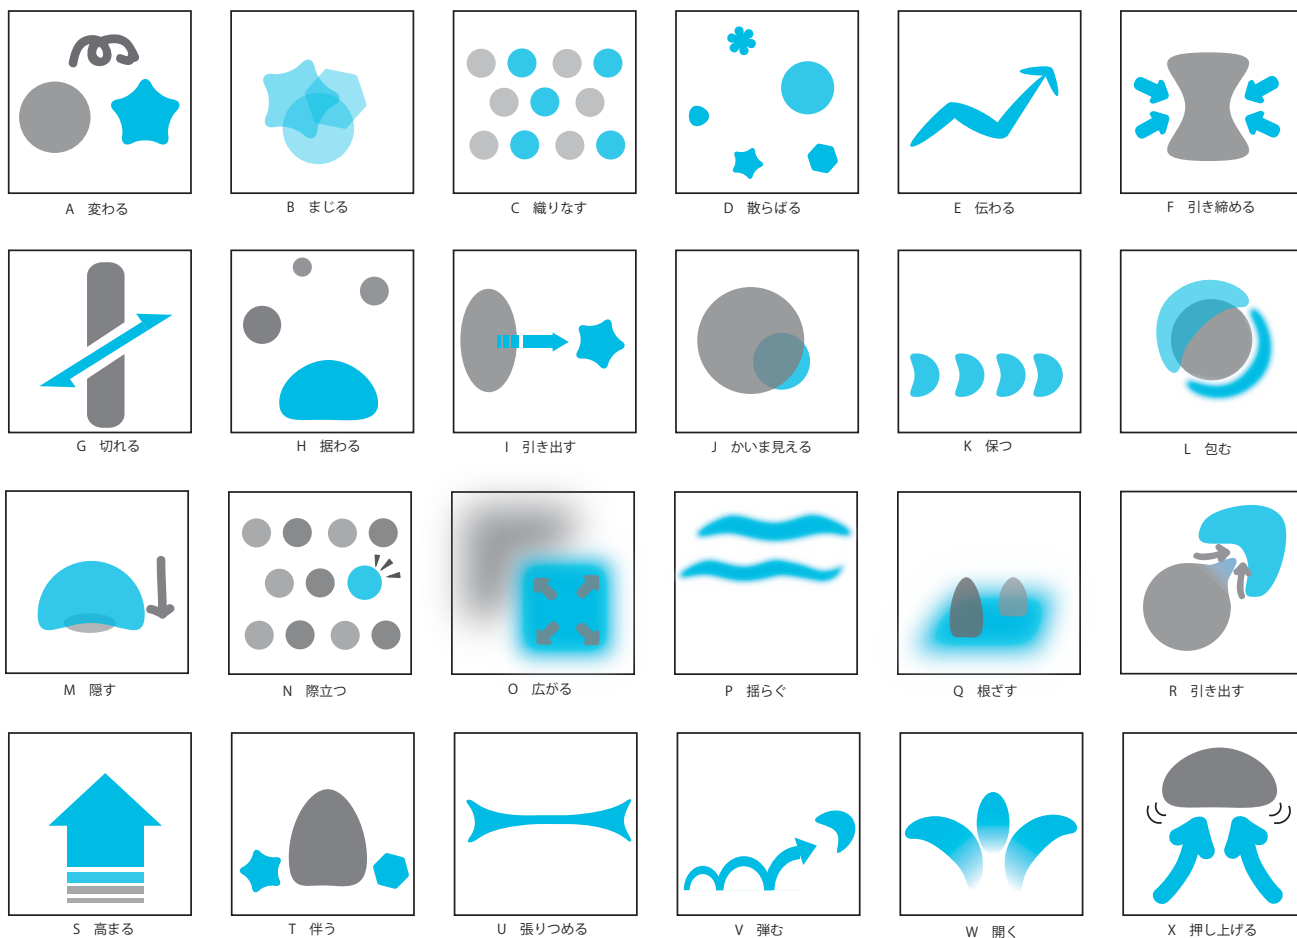 A 変わる
B まじる
C 織りなす
D 散らばる
E 伝わる
F 引き締める
G 切れる
H 据わる
I 引き出す
J かいま見える
K 保つ
L 包む
M 隠す
N 際立つ
O 広がる
P 揺らぐ
Q 根ざす
R 引き出す
S 高まる
T 伴う
U 張りつめる
V 弾む
W 開く
X 押し上げる